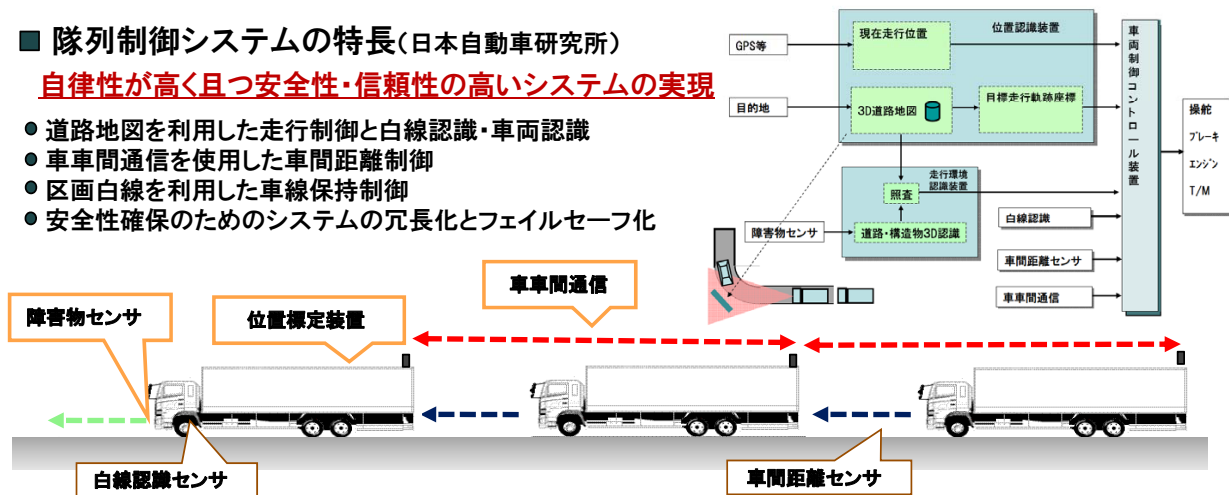 ■ 隊列制御システムの特長(日本自動車研究所)
自律性が高く且つ安全性・信頼性の高いシステムの実現
● 道路地図を利用した走行制御と白線認識・車両認識
● 車車間通信を使用した車間距離制御
● 区画白線を利用した車線保持制御
● 安全性確保のためのシステムの冗長化とフェイルセーフ化
GPS等
現在走行位置
位置認識装置
目的地
3D道路地図
目標走行軌跡座標
走行環境
認識装置
照査
障害物センサ
道路・構造物3D認識
白線認識
車間距離センサ
車車間通信
車両制御コントロール装置
操舵
ブレーキ
エンジン
T/M
障害物センサ
位置標定装置
車車間通信
白線認識センサ
車間距離センサ